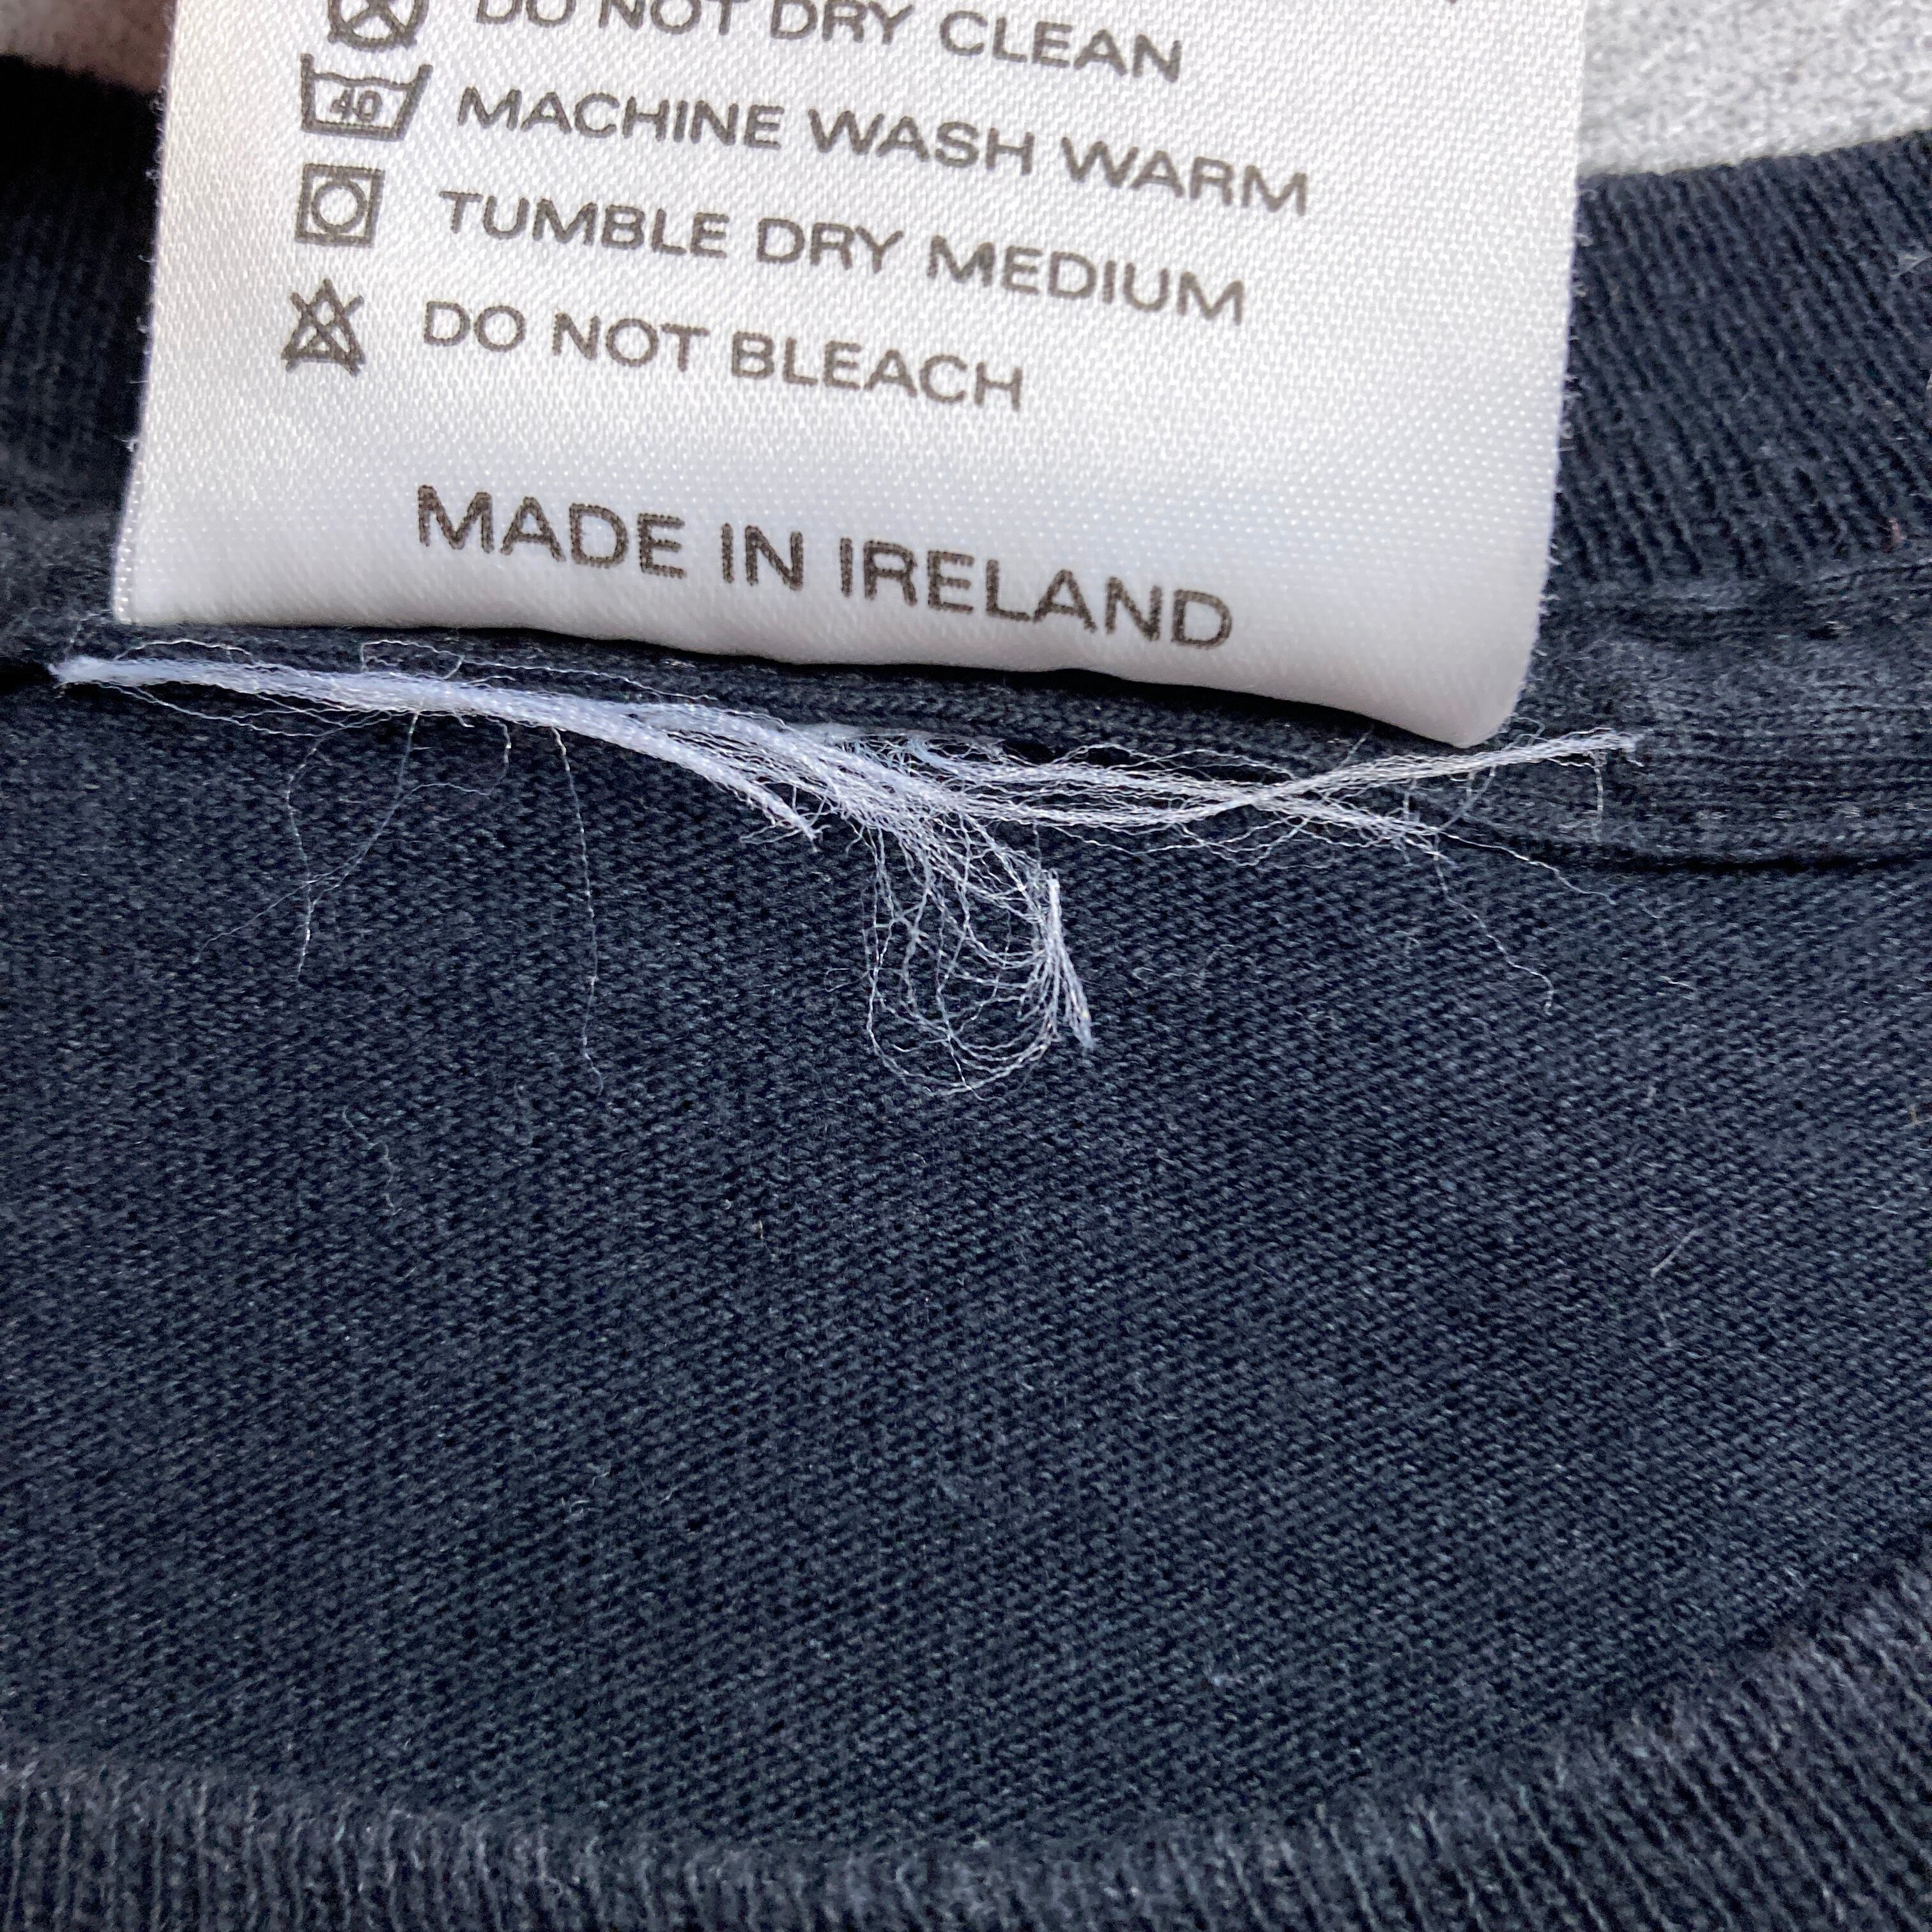 DO NOT DRY CLEAN
40 MACHINE WASH WARM
TUMBLE DRY MEDIUM
DO NOT BLEACH
MADE IN IRELAND